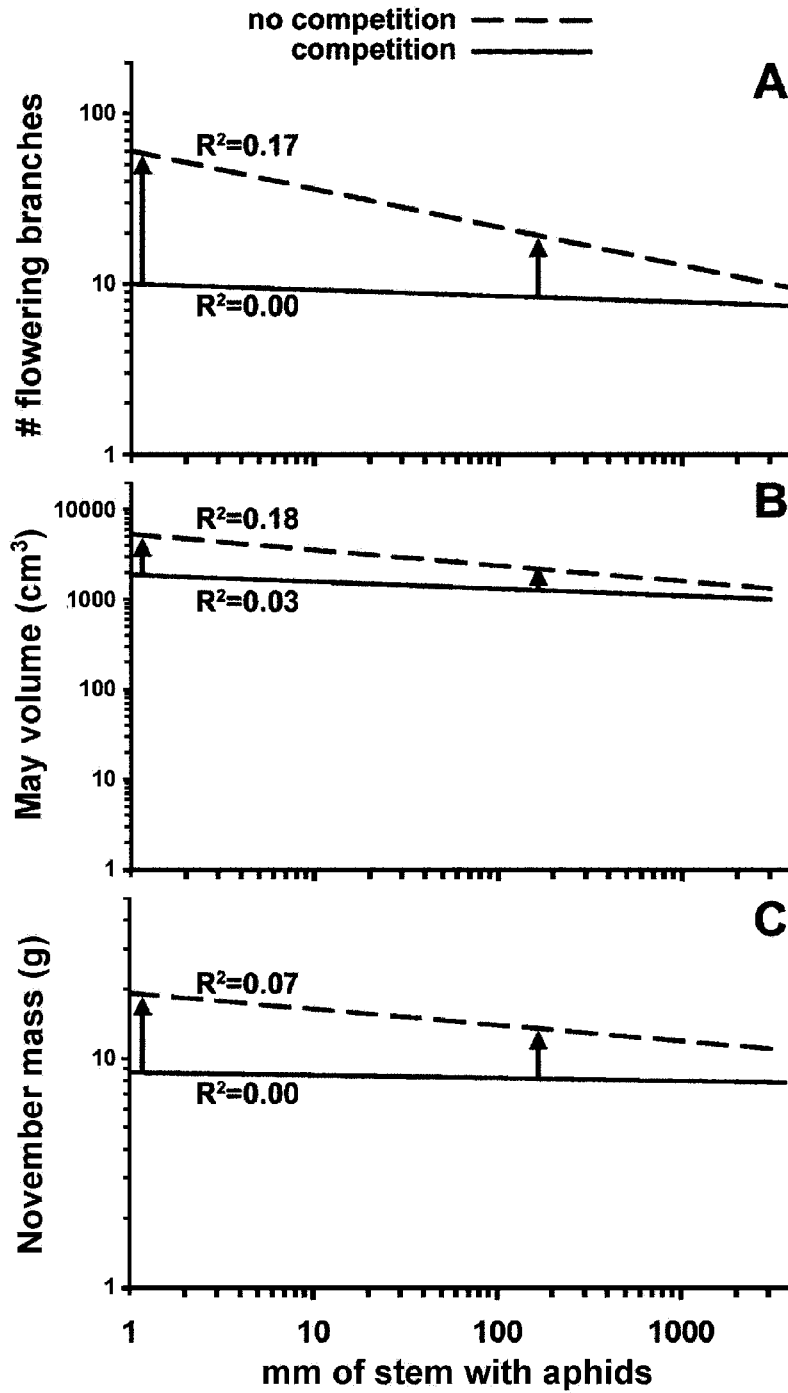 no competition
competition
A
# flowering branches
100
10
1
R²=0.17
R²=0.00
B
May volume (cm³)
10000
1000
100
10
1
R²=0.18
R²=0.03
C
November mass (g)
10
1
R²=0.07
R²=0.00
1 10 100 1000
mm of stem with aphids